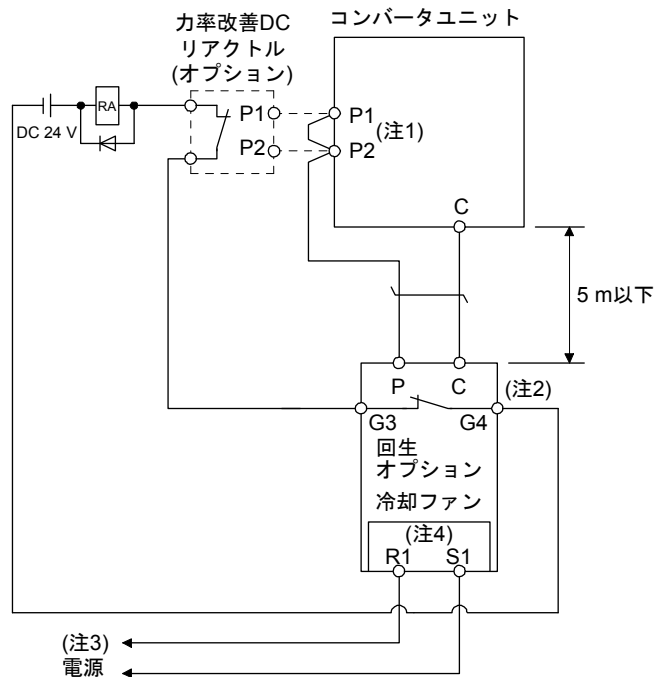 力率改善DC
リアクトル
(オプション)
コンバータユニット
RA
DC 24 V
P1
P1
(注1)
P2
P2
C
5 m以下
P
C
(注2)
G3
G4
回生
オプション
冷却ファン
(注4)
R1
S1
(注3)
電源